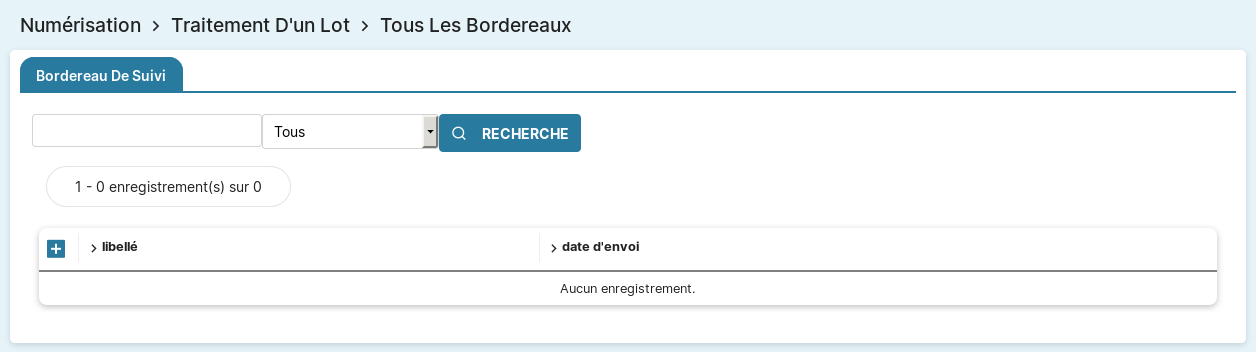 Numérisation > Traitement D'un Lot > Tous Les Bordereaux
Bordereau De Suivi
Tous
RECHERCHE
1 - 0 enregistrement(s) sur 0
libellé
date d'envoi
Aucun enregistrement.